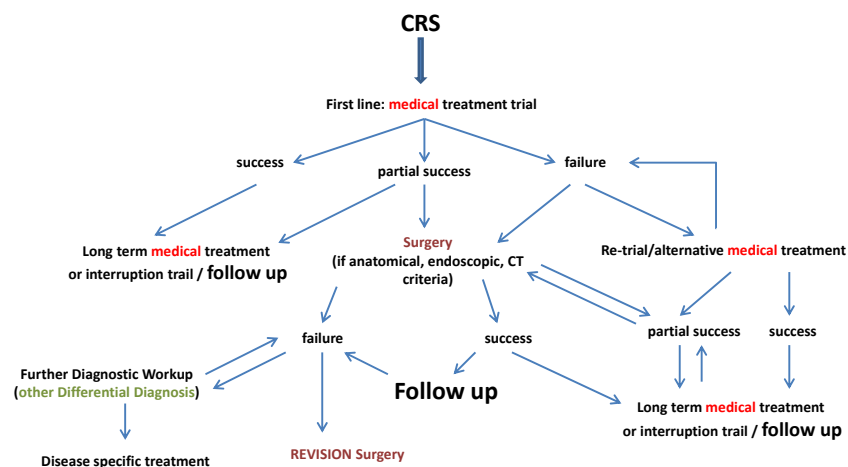 CRS
First line: medical treatment trial
success
partial success
failure
Long term medical treatment
or interruption trail / follow up
Surgery
(if anatomical, endoscopic, CT
criteria)
Re-trial/alternative medical treatment
failure
success
partial success
success
Further Diagnostic Workup
(other Differential Diagnosis)
Follow up
Long term medical treatment
or interruption trail / follow up
Disease specific treatment
REVISION Surgery